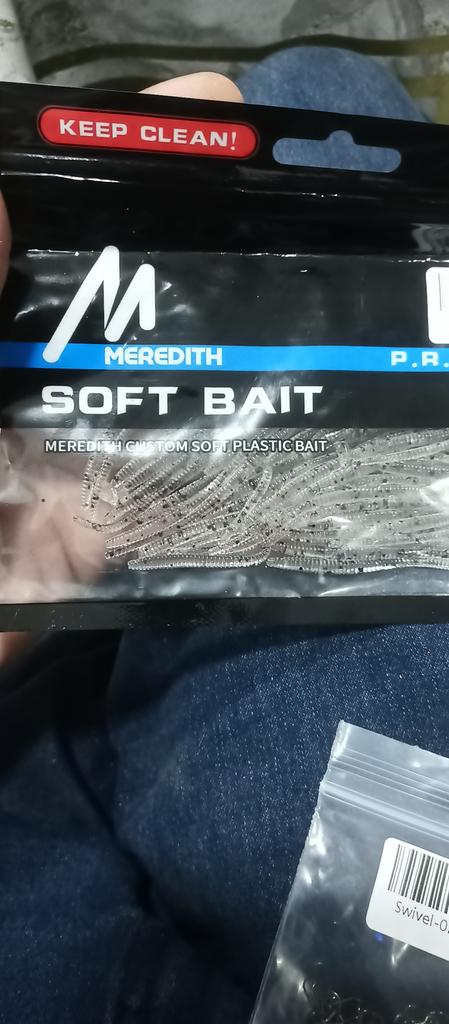 KEEP CLEAN!
MEREDITH
P.R.
SOFT BAIT
MEREDITH CUSTOM SOFT PLASTIC BAIT